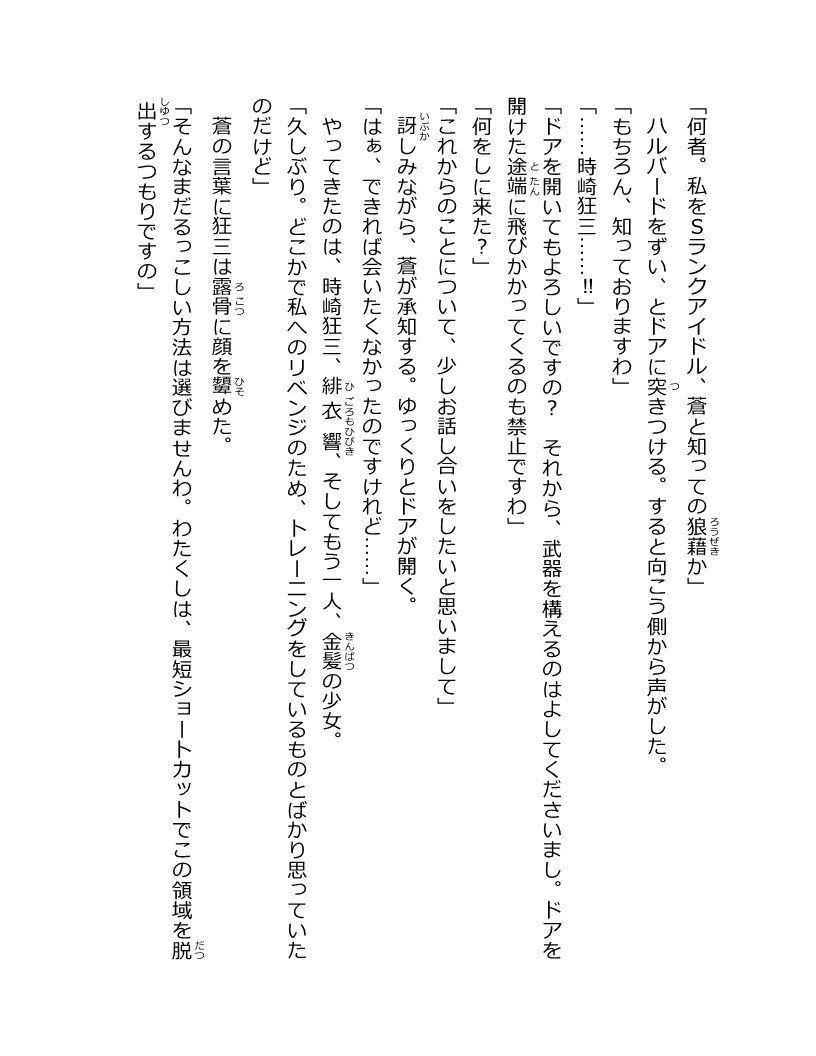 「何者。私をSランクアイドル、蒼と知っての狼藉か」
　ハルバードをずい、とドアに突きつける。すると向こう側から声がした。
「もちろん、知っておりますわ」
「……時崎狂三……!!」
「ドアを開いてもよろしいですの？　それから、武器を構えるのはよしてくださいまし。ドアを
開けた途端に飛びかかってくるのも禁止ですわ」
「何をしに来た？」
「これからのことについて、少しお話し合いをしたいと思いまして」
　訝しみながら、蒼が承知する。ゆっくりとドアが開く。
「はぁ、できれば会いたくなかったのですけれど……」
　やってきたのは、時崎狂三、緋衣響、そしてもう一人、金髪の少女。
「久しぶり。どこかで私へのリベンジのため、トレーニングをしているものとばかり思っていた
のだけど」
　蒼の言葉に狂三は露骨に顔を顰めた。
「そんなまだるっこしい方法は選びませんわ。わたくしは、最短ショートカットでこの領域を脱
出するつもりですの」